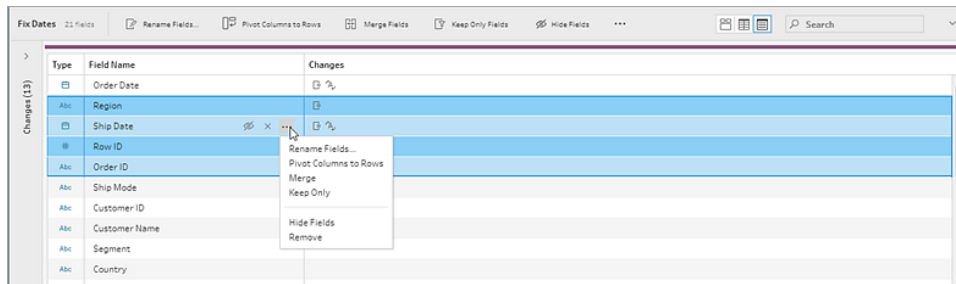 Fix Dates 21 fields Rename Fields... Pivot Columns to Rows Merge Fields Keep Only Fields Hide Fields ... Search
Changes (13)
Type Field Name Changes
Order Date
Abc Region
Ship Date ...
Row ID
Abc Order ID
Abc Ship Mode
Abc Customer ID
Abc Customer Name
Abc Segment
Abc Country
Rename Fields...
Pivot Columns to Rows
Merge
Keep Only
Hide Fields
Remove